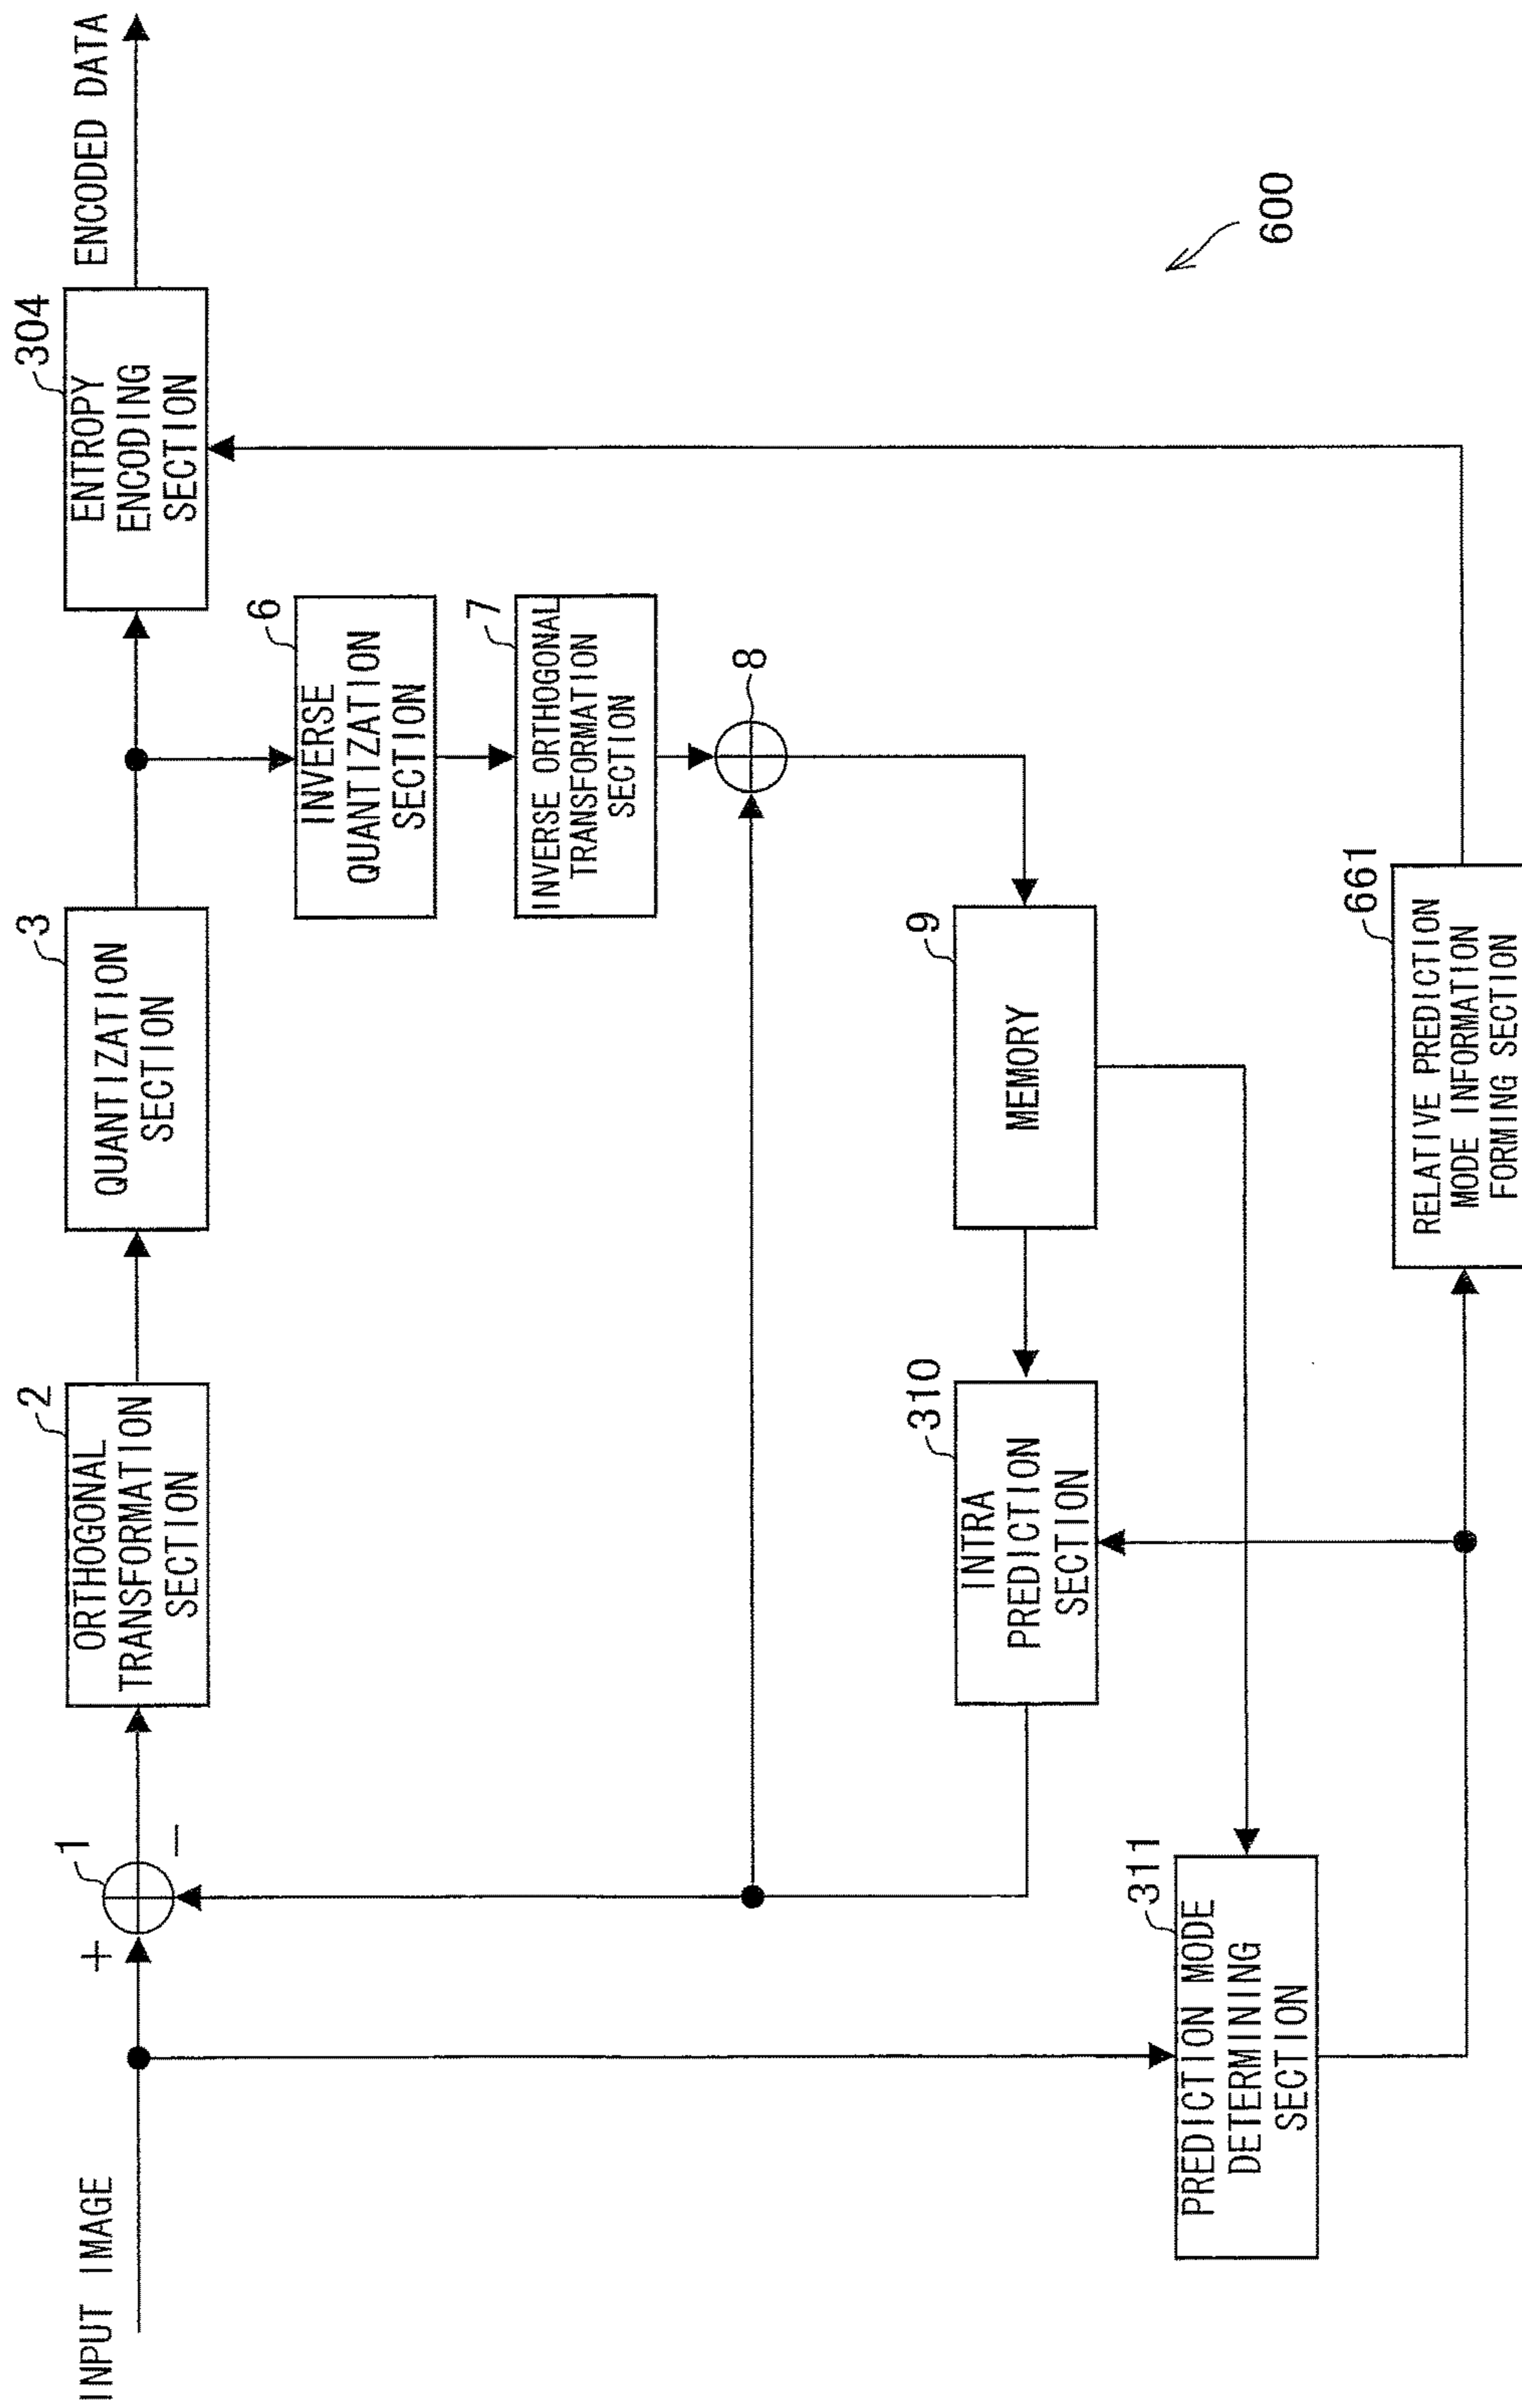 INPUT IMAGE
+
1
−
2
ORTHOGONAL
TRANSFORMATION
SECTION
3
QUANTIZATION
SECTION
304
ENTROPY
ENCODING
SECTION
ENCODED DATA
6
INVERSE
QUANTIZATION
SECTION
7
INVERSE ORTHOGONAL
TRANSFORMATION
SECTION
8
9
MEMORY
310
INTRA
PREDICTION
SECTION
311
PREDICTION MODE
DETERMINING
SECTION
661
RELATIVE PREDICTION
MODE INFORMATION
FORMING SECTION
600